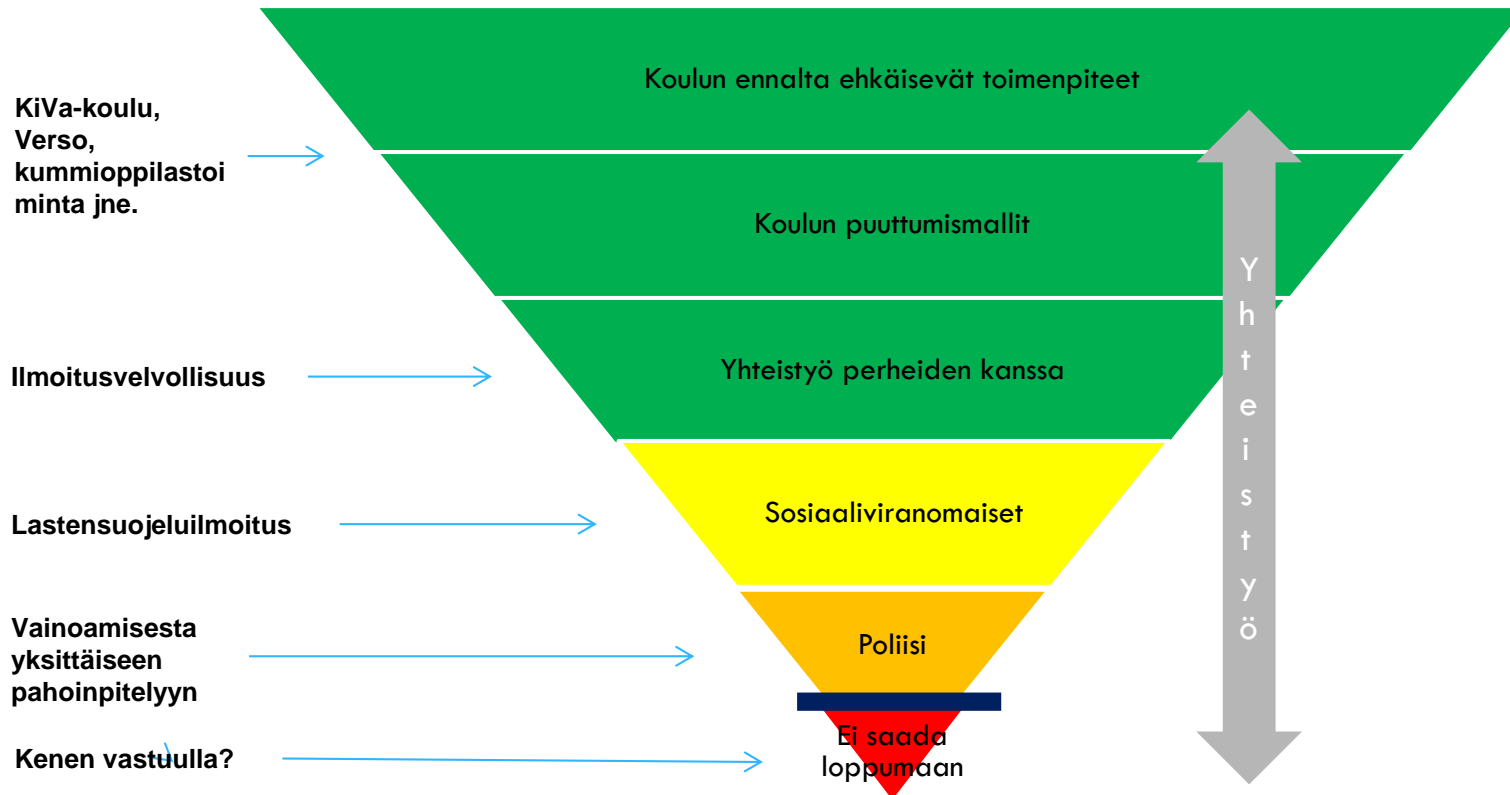 Koulun ennalta ehkäisevät toimenpiteet
KiVa-koulu,
Verso,
kummioppilastoi
minta jne.
Koulun puuttumismallit
Ilmoitusvelvollisuus
Yhteistyö perheiden kanssa
Lastensuojeluilmoitus
Sosiaaliviranomaiset
Vainoamisesta
yksittäiseen
pahoinpitelyyn
Poliisi
Kenen vastuulla?
Ei saada
loppumaan
Yhteistyö